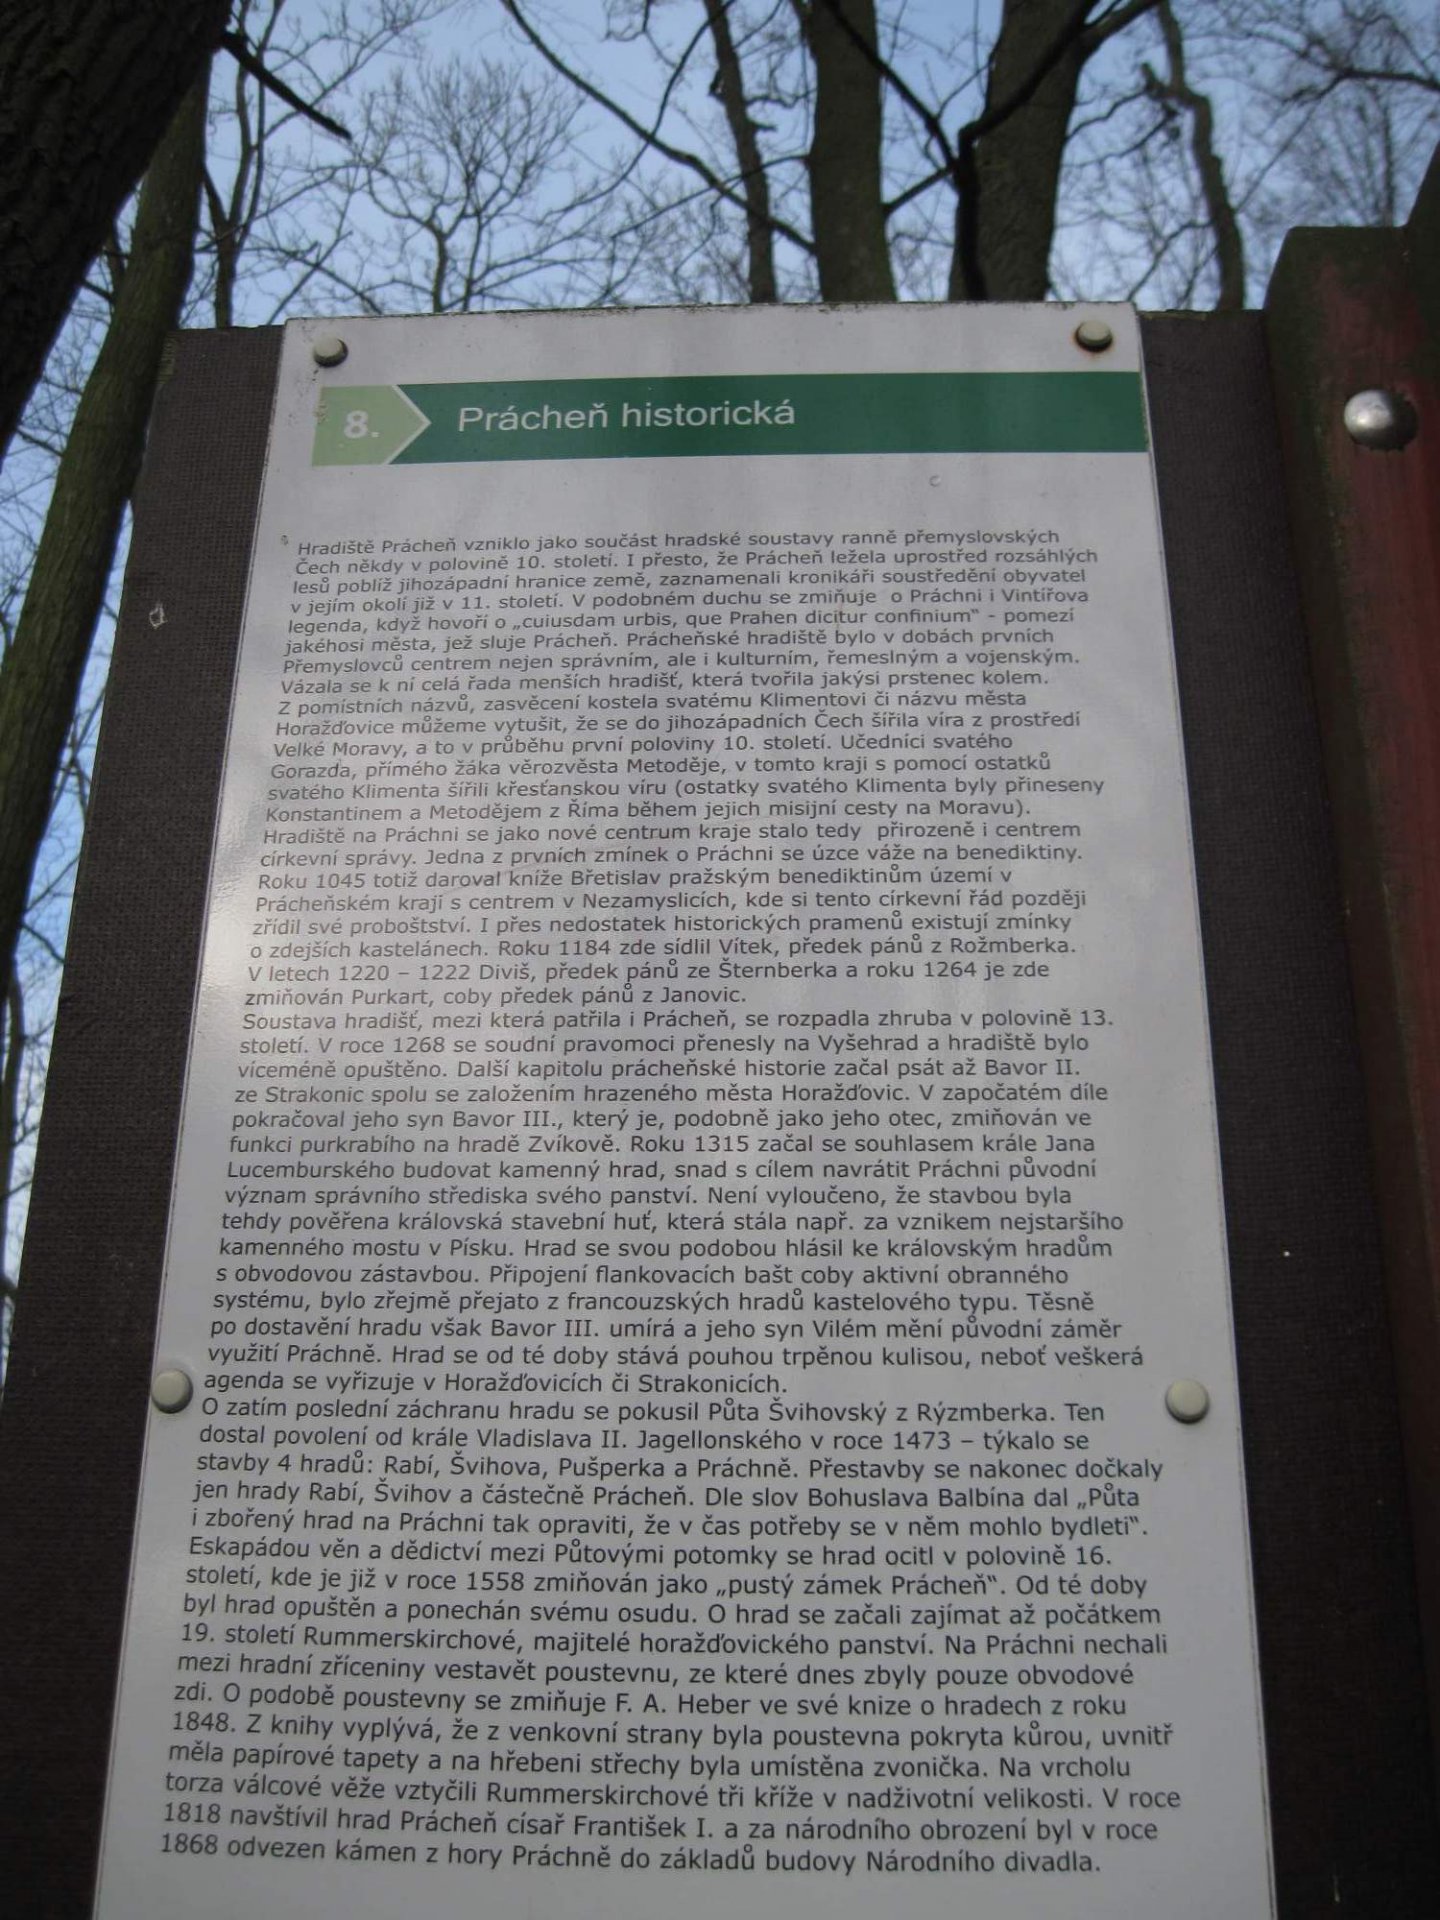 8.
Prácheň historická
Hradiště Prácheň vzniklo jako součást hradské soustavy ranně přemyslovských
Čech někdy v polovině 10. století. I přesto, že Prácheň ležela uprostřed rozsáhlých
lesů poblíž jihozápadní hranice země, zaznamenali kronikáři soustředění obyvatel
v jejím okolí již v 11. století. V podobném duchu se zmiňuje o Práchni i Vintířova
legenda, když hovoří o „cuiusdam urbis, que Prahen dicitur confinium“ - pomezí
jakéhosi města, jež sluje Prácheň. Prácheňské hradiště bylo v dobách prvních
Přemyslovců centrem nejen správním, ale i kulturním, řemeslným a vojenským.
Vázala se k ní celá řada menších hradišť, která tvořila jakýsi prstenec kolem.
Z pomístních názvů, zasvěcení kostela svatému Klimentovi či názvu města
Horažďovice můžeme vytušit, že se do jihozápadních Čech šířila víra z prostředí
Velké Moravy, a to v průběhu první poloviny 10. století. Učedníci svatého
Gorazda, přímého žáka věrozvěsta Metoděje, v tomto kraji s pomocí ostatků
svatého Klimenta šířili křesťanskou víru (ostatky svatého Klimenta byly přineseny
Konstantinem a Metodějem z Říma během jejich misijní cesty na Moravu).
Hradiště na Práchni se jako nové centrum kraje stalo tedy přirozeně i centrem
církevní správy. Jedna z prvních zmínek o Práchni se úzce váže na benediktiny.
Roku 1045 totiž daroval kníže Břetislav pražským benediktinům území v
Prácheňském kraji s centrem v Nezamyslicích, kde si tento církevní řád později
zřídil své proboštství. I přes nedostatek historických pramenů existují zmínky
o zdejších kastelánech. Roku 1184 zde sídlil Vítek, předek pánů z Rožmberka.
V letech 1220 – 1222 Diviš, předek pánů ze Šternberka a roku 1264 je zde
zmiňován Purkart, coby předek pánů z Janovic.
Soustava hradišť, mezi která patřila i Prácheň, se rozpadla zhruba v polovině 13.
století. V roce 1268 se soudní pravomoci přenesly na Vyšehrad a hradiště bylo
víceméně opuštěno. Další kapitolu prácheňské historie začal psát až Bavor II.
ze Strakonic spolu se založením hrazeného města Horažďovic. V započatém díle
pokračoval jeho syn Bavor III., který je, podobně jako jeho otec, zmiňován ve
funkci purkrabího na hradě Zvíkově. Roku 1315 začal se souhlasem krále Jana
Lucemburského budovat kamenný hrad, snad s cílem navrátit Práchni původní
význam správního střediska svého panství. Není vyloučeno, že stavbou byla
tehdy pověřena královská stavební huť, která stála např. za vznikem nejstaršího
kamenného mostu v Písku. Hrad se svou podobou hlásil ke královským hradům
s obvodovou zástavbou. Připojení flankovacích bašt coby aktivní obranného
systému, bylo zřejmě přejato z francouzských hradů kastelového typu. Těsně
po dostavění hradu však Bavor III. umírá a jeho syn Vilém mění původní záměr
využití Práchně. Hrad se od té doby stává pouhou trpěnou kulisou, neboť veškerá
agenda se vyřizuje v Horažďovicích či Strakonicích.
O zatím poslední záchranu hradu se pokusil Půta Švihovský z Rýzmberka. Ten
dostal povolení od krále Vladislava II. Jagellonského v roce 1473 – týkalo se
stavby 4 hradů: Rabí, Švihova, Pušperka a Práchně. Přestavby se nakonec dočkaly
jen hrady Rabí, Švihov a částečně Prácheň. Dle slov Bohuslava Balbína dal „Půta
i zbořený hrad na Práchni tak opraviti, že v čas potřeby se v něm mohlo bydleti“.
Eskapádou věn a dědictví mezi Půtovými potomky se hrad ocitl v polovině 16.
století, kde je již v roce 1558 zmiňován jako „pustý zámek Prácheň“. Od té doby
byl hrad opuštěn a ponechán svému osudu. O hrad se začali zajímat až počátkem
19. století Rummerskirchové, majitelé horažďovického panství. Na Práchni nechali
mezi hradní zříceniny vestavět poustevnu, ze které dnes zbyly pouze obvodové
zdi. O podobě poustevny se zmiňuje F. A. Heber ve své knize o hradech z roku
1848. Z knihy vyplývá, že z venkovní strany byla poustevna pokryta kůrou, uvnitř
měla papírové tapety a na hřebeni střechy byla umístěna zvonička. Na vrcholu
torza válcové věže vztyčili Rummerskirchové tři kříže v nadživotní velikosti. V roce
1818 navštívil hrad Prácheň císař František I. a za národního obrození byl v roce
1868 odvezen kámen z hory Práchně do základů budovy Národního divadla.